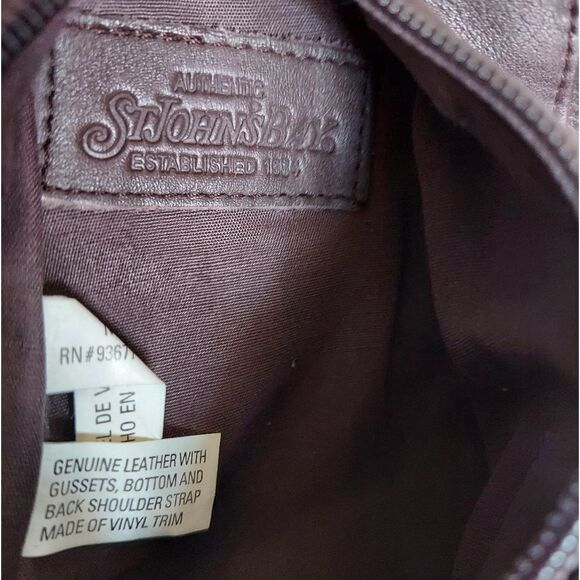 AUTHENTIC
ST. JOHN'S BAY
ESTABLISHED
RN#9367
EL DE V
HO EN
GENUINE LEATHER WITH
GUSSETS, BOTTOM AND
BACK SHOULDER STRAP
MADE OF VINYL TRIM